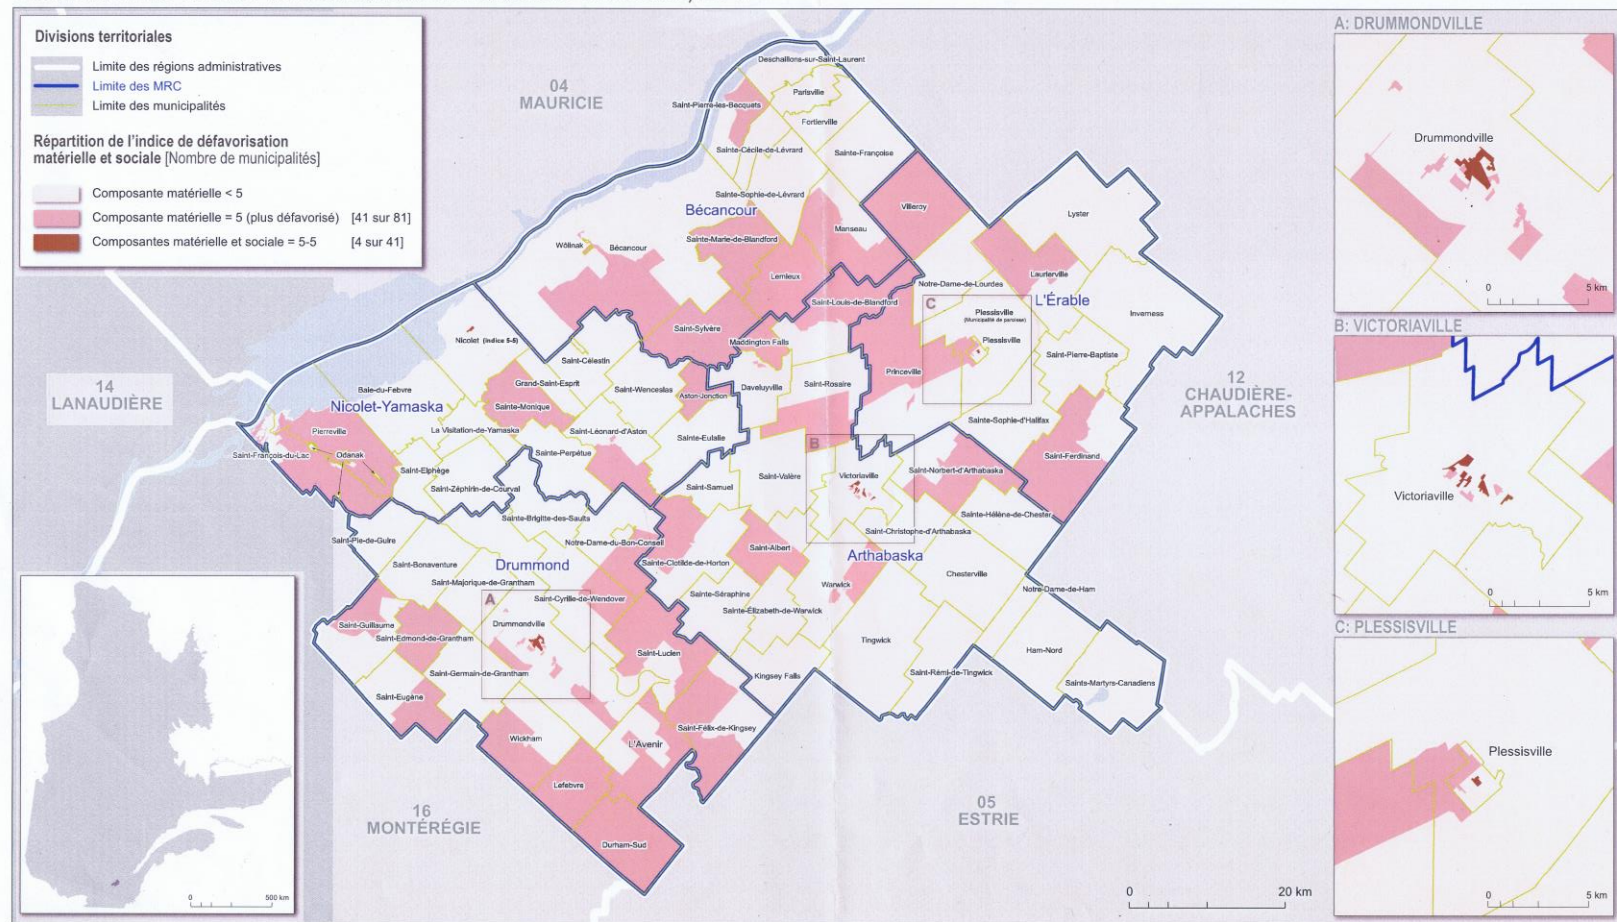 Divisions territoriales
Limite des régions administratives
Limite des MRC
Limite des municipalités
Répartition de l'indice de défavorisation
matérielle et sociale [Nombre de municipalités]
Composante matérielle < 5
Composante matérielle = 5 (plus défavorisé) [41 sur 81]
Composantes matérielle et sociale = 5-5 [4 sur 41]
04
MAURICIE
14
LANAUDIÈRE
16
MONTÉRÉGIE
05
ESTRIE
12
CHAUDIÈRE-
APPALACHES
Deschaillons-sur-Saint-Laurent
Parisville
Saint-Pierre-les-Becquets
Fortierville
Sainte-Cécile-de-Lévrard
Sainte-Françoise
Sainte-Sophie-de-Lévrard
Bécancour
Villeroy
Lyster
Manseau
Wôlinak
Bécancour
Sainte-Marie-de-Blandford
Lemieux
Laurierville
Notre-Dame-de-Lourdes
L'Érable
Saint-Louis-de-Blandford
C
Plessisville
(Municipalité de paroisse)
Inverness
Saint-Sylvère
Nicolet (indice 5-5)
Maddington Falls
Plessisville
Saint-Pierre-Baptiste
Saint-Célestin
Princeville
Grand-Saint-Esprit
Saint-Wenceslas
Daveluyville
Saint-Rosaire
Baie-du-Febvre
Aston-Jonction
Nicolet-Yamaska
Sainte-Monique
Sainte-Sophie-d'Halifax
Pierreville
La Visitation-de-Yamaska
Saint-Léonard-d'Aston
Sainte-Eulalie
B
Saint-François-du-Lac
Odanak
Sainte-Perpétue
Saint-Ferdinand
Saint-Elphège
Saint-Norbert-d'Arthabaska
Saint-Valère
Victoriaville
Saint-Zéphirin-de-Courval
Saint-Samuel
Sainte-Hélène-de-Chester
Sainte-Brigitte-des-Saults
Saint-Christophe-d'Arthabaska
Saint-Pie-de-Guire
Notre-Dame-du-Bon-Conseil
Saint-Albert
Arthabaska
Drummond
Saint-Bonaventure
Sainte-Clotilde-de-Horton
Chesterville
Saint-Majorique-de-Grantham
Warwick
Notre-Dame-de-Ham
A
Saint-Cyrille-de-Wendover
Sainte-Séraphine
Sainte-Élizabeth-de-Warwick
Saint-Guillaume
Drummondville
Saint-Edmond-de-Grantham
Tingwick
Saint-Lucien
Ham-Nord
Saint-Germain-de-Grantham
Kingsey Falls
Saint-Rémi-de-Tingwick
Saints-Martyrs-Canadiens
Saint-Eugène
Saint-Félix-de-Kingsey
Wickham
L'Avenir
Lefebvre
Durham-Sud
0 500 km
0 20 km
A: DRUMMONDVILLE
Drummondville
0 5 km
B: VICTORIAVILLE
Victoriaville
0 5 km
C: PLESSISVILLE
Plessisville
0 5 km